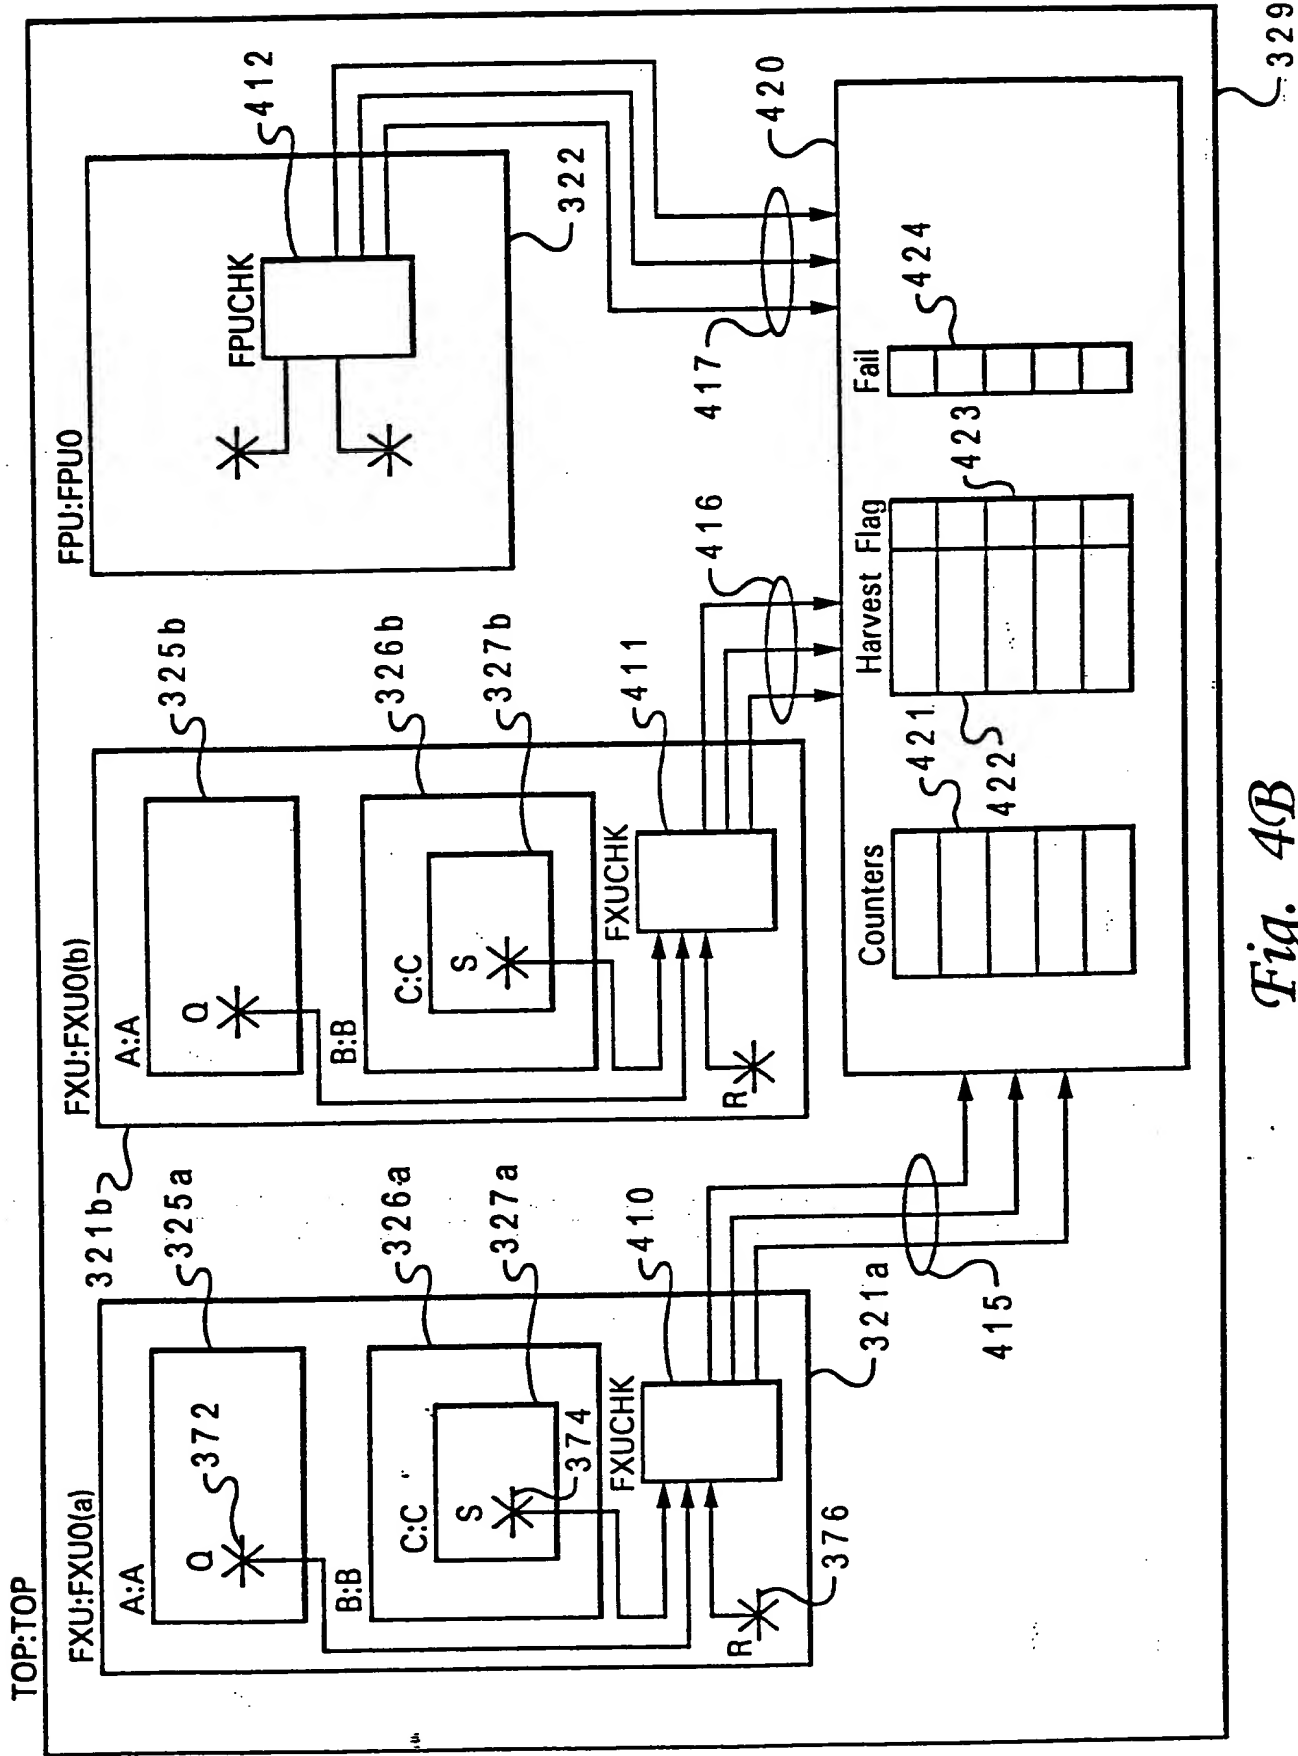 TOP:TOP
FXU:FXU0(a)
A:A
Q
372
325a
B:B
326a
C:C
S
327a
374
FXUCHK
410
R
376
321a
415
321b
FXU:FXU0(b)
A:A
Q
325b
B:B
326b
C:C
S
327b
FXUCHK
411
R
416
FPU:FPU0
FPUCHK
412
322
417
420
Counters
421
Harvest
Flag
422
423
Fail
424
329
Fig. 4B